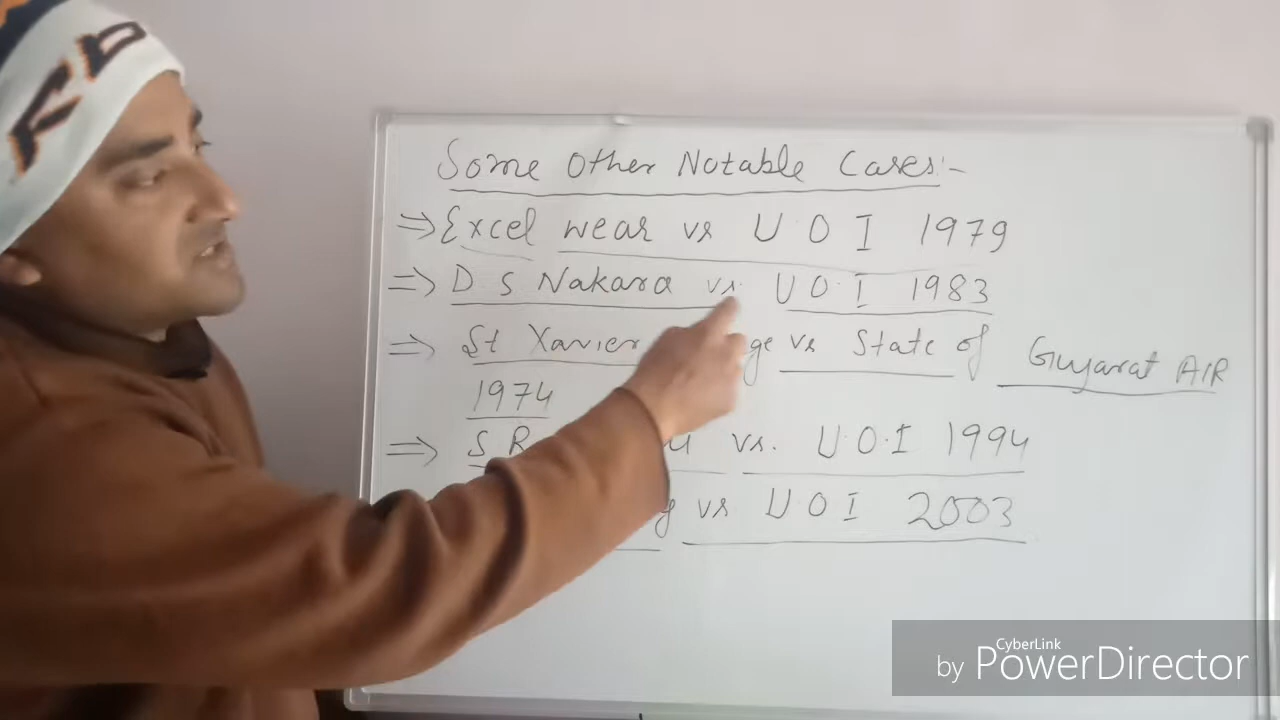 Some Other Notable Cases:-
⇒ Excel wear vs U O I 1979
⇒ D S Nakara vs. U O I 1983
⇒ St Xavier ge vs State of Gujarat AIR
1974
⇒ S R vs. U.O.I 1994
vs U O I 2003
CyberLink
by PowerDirector